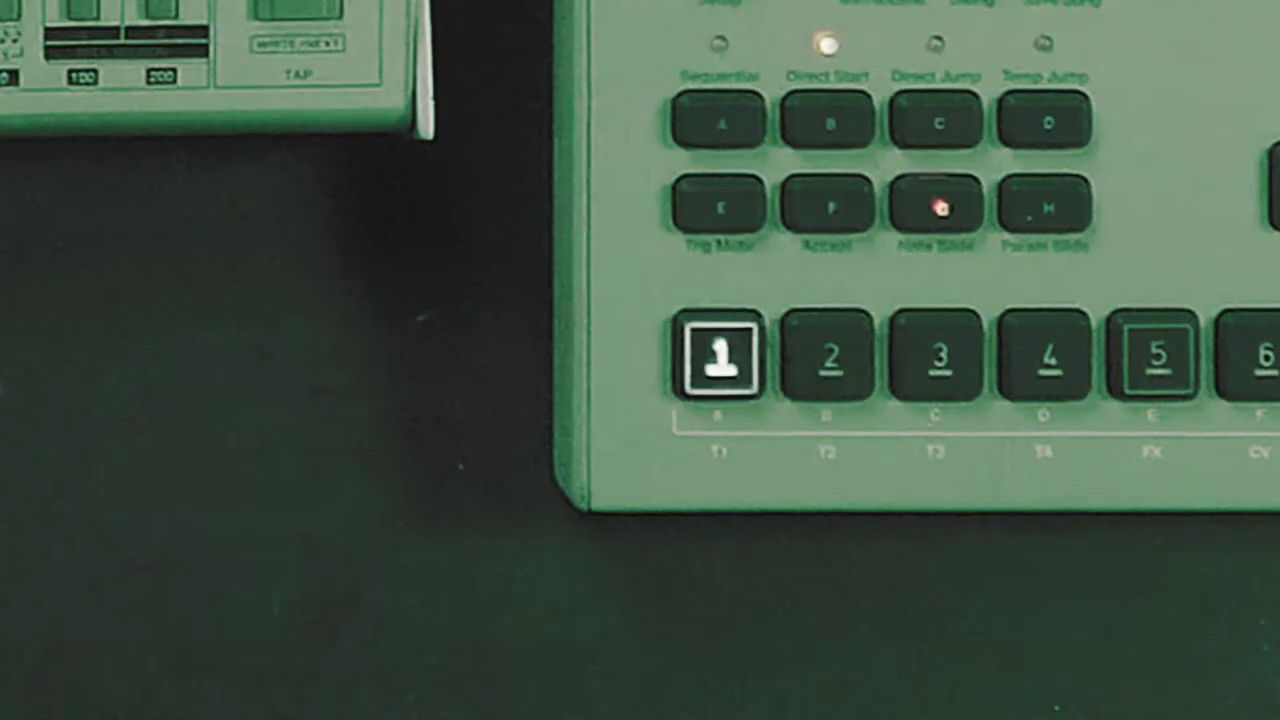 100 200
WRITE/NEXT
TAP
Sequential Direct Start Direct Jump Temp Jump
A B C D
E F H
Trig Mute Accent Note Slide Param Slide
1 2 3 4 5 6
A B C D E F
T1 T2 T3 T4 FX CV